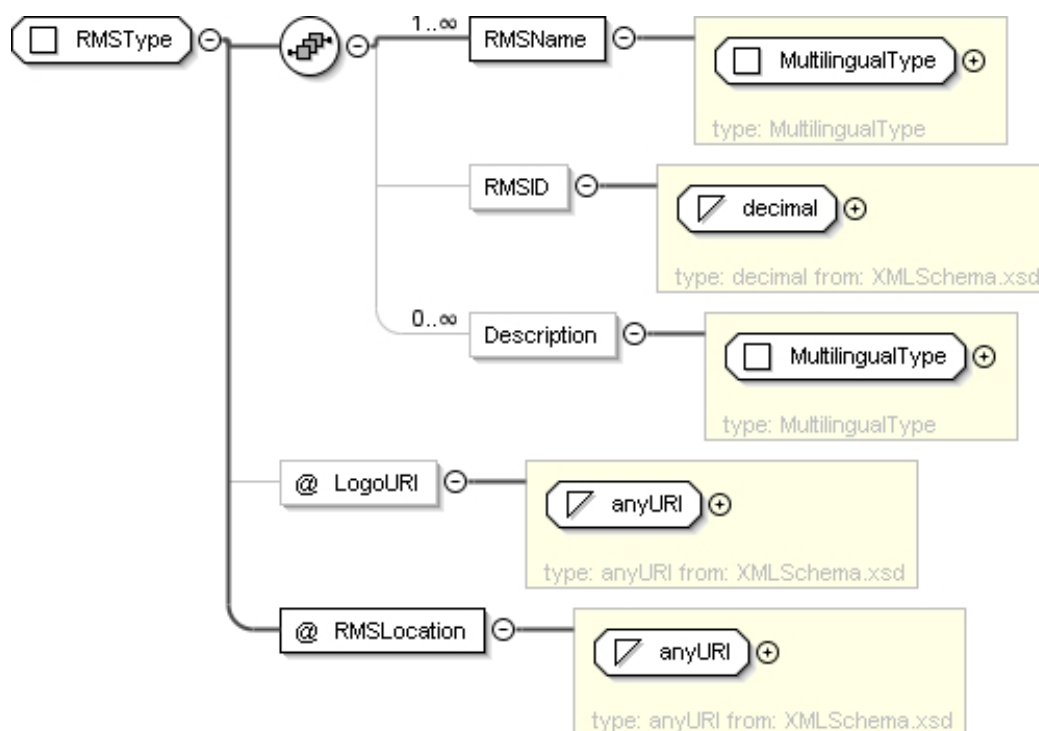 RMSType
1..∞
RMSName
MultilingualType
type: MultilingualType
RMSID
decimal
type: decimal from: XMLSchema.xsd
0..∞
Description
MultilingualType
type: MultilingualType
@ LogoURI
anyURI
type: anyURI from: XMLSchema.xsd
@ RMSLocation
anyURI
type: anyURI from: XMLSchema.xsd